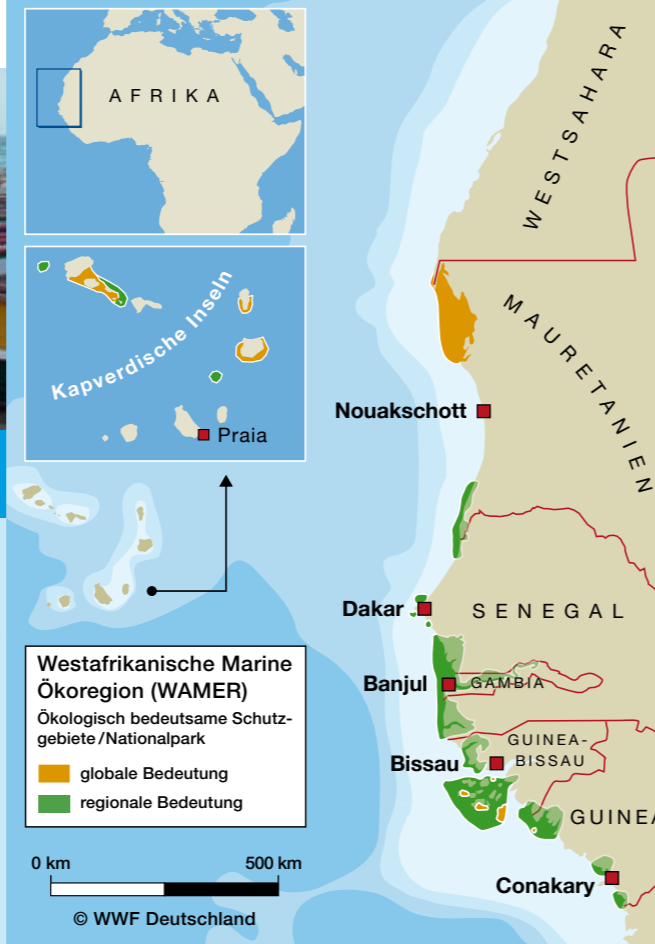 AFRIKA
WESTSAHARA
MAURETANIEN
Kapverdische Inseln
Praia
Nouakschott
Dakar
SENEGAL
Banjul
GAMBIA
Bissau
GUINEA-
BISSAU
GUINEA
Conakary
Westafrikanische Marine
Ökoregion (WAMER)
Ökologisch bedeutsame Schutz-
gebiete/Nationalpark
globale Bedeutung
regionale Bedeutung
0 km 500 km
© WWF Deutschland